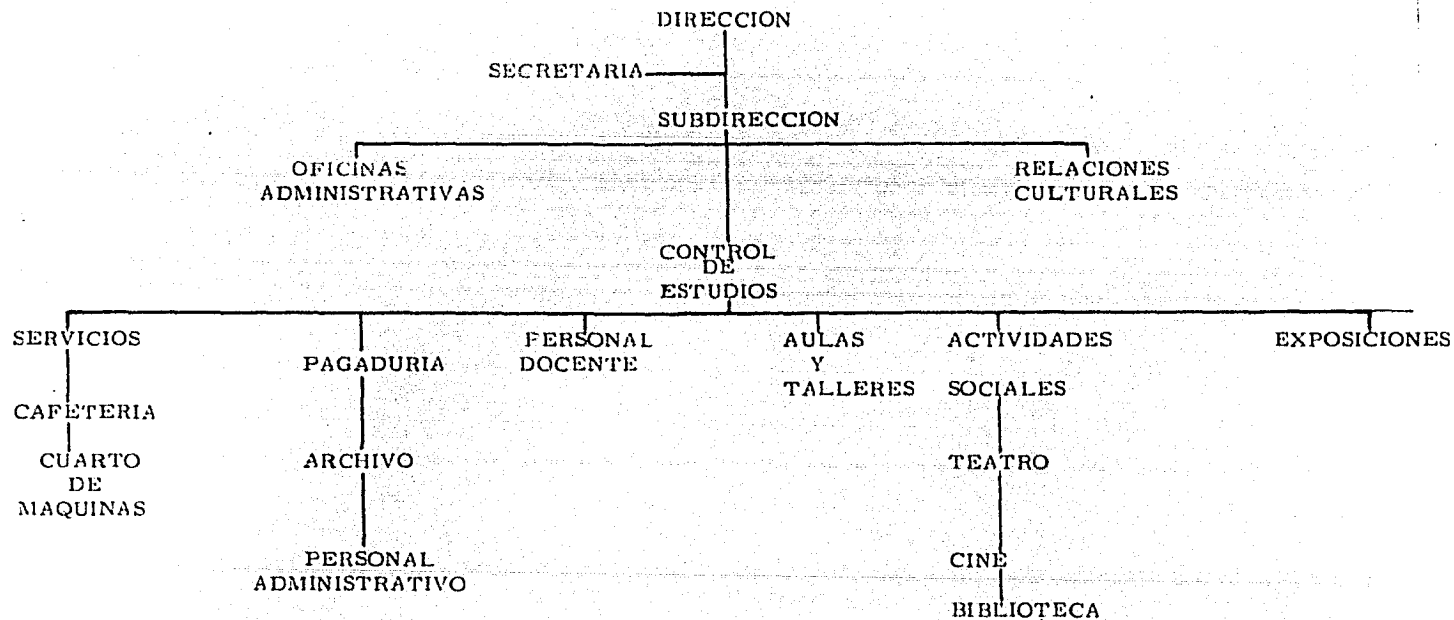 DIRECCION
SECRETARIA
SUBDIRECCION
OFICINAS
ADMINISTRATIVAS
RELACIONES
CULTURALES
CONTROL
DE
ESTUDIOS
SERVICIOS
CAFETERIA
CUARTO
DE
MAQUINAS
PAGADURIA
ARCHIVO
PERSONAL
ADMINISTRATIVO
PERSONAL
DOCENTE
AULAS
Y
TALLERES
ACTIVIDADES
SOCIALES
TEATRO
CINE
BIBLIOTECA
EXPOSICIONES